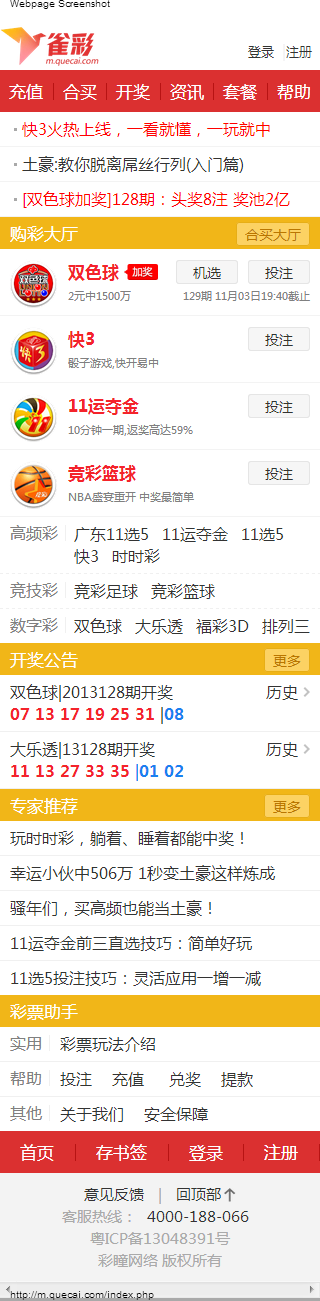 Webpage Screenshot
雀彩
m.quecai.com
登录 | 注册
充值 合买 开奖 资讯 套餐 帮助
快3火热上线，一看就懂，一玩就中
土豪:教你脱离屌丝行列(入门篇)
[双色球加奖]128期：头奖8注 奖池2亿
购彩大厅 合买大厅
双色球 加奖 机选 投注
2元中1500万 129期 11月03日19:40截止
快3 投注
骰子游戏,快开易中
11运夺金 投注
10分钟一期,返奖高达59%
竞彩篮球 投注
NBA盛宴重开 中奖最简单
高频彩 广东11选5 11运夺金 11选5
快3 时时彩
竞技彩 竞彩足球 竞彩篮球
数字彩 双色球 大乐透 福彩3D 排列三
开奖公告 更多
双色球|2013128期开奖 历史
07 13 17 19 25 31 |08
大乐透|13128期开奖 历史
11 13 27 33 35 |01 02
专家推荐 更多
玩时时彩，躺着、睡着都能中奖！
幸运小伙中506万 1秒变土豪这样炼成
骚年们，买高频也能当土豪！
11运夺金前三直选技巧：简单好玩
11选5投注技巧：灵活应用一增一减
彩票助手
实用 彩票玩法介绍
帮助 投注 充值 兑奖 提款
其他 关于我们 安全保障
首页 存书签 登录 注册
意见反馈 | 回顶部↑
客服热线： 4000-188-066
粤ICP备13048391号
彩瞳网络 版权所有
http://m.quecai.com/index.php